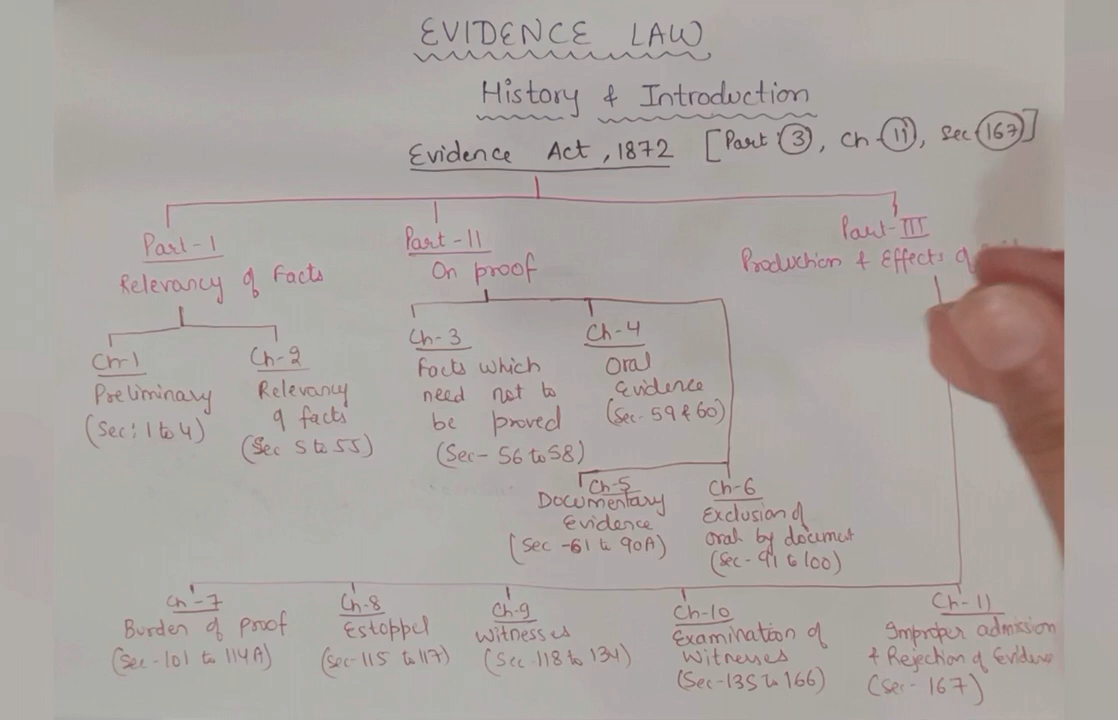 EVIDENCE LAW
History & Introduction
Evidence Act, 1872 [Part 3, Ch-11, Sec 167]
Part-I
Relevancy of Facts
Part-II
On proof
Part-III
Production & Effects of
Ch-1
Preliminary
(Sec: 1 to 4)
Ch-2
Relevancy
of facts
(Sec 5 to 55)
Ch-3
Facts which
need not to
be proved
(Sec- 56 to 58)
Ch-4
Oral
Evidence
(Sec- 59 & 60)
Ch-5
Documentary
Evidence
(Sec -61 to 90A)
Ch-6
Exclusion of
oral by documet
(Sec- 91 to 100)
Ch-7
Burden of proof
(Sec-101 to 114A)
Ch-8
Estoppel
(Sec-115 to 117)
Ch-9
Witnesses
(Sec-118 to 134)
Ch-10
Examination of
Witnesses
(Sec-135 to 166)
Ch-11
Improper admission
& Rejection of Evidence
(Sec- 167)